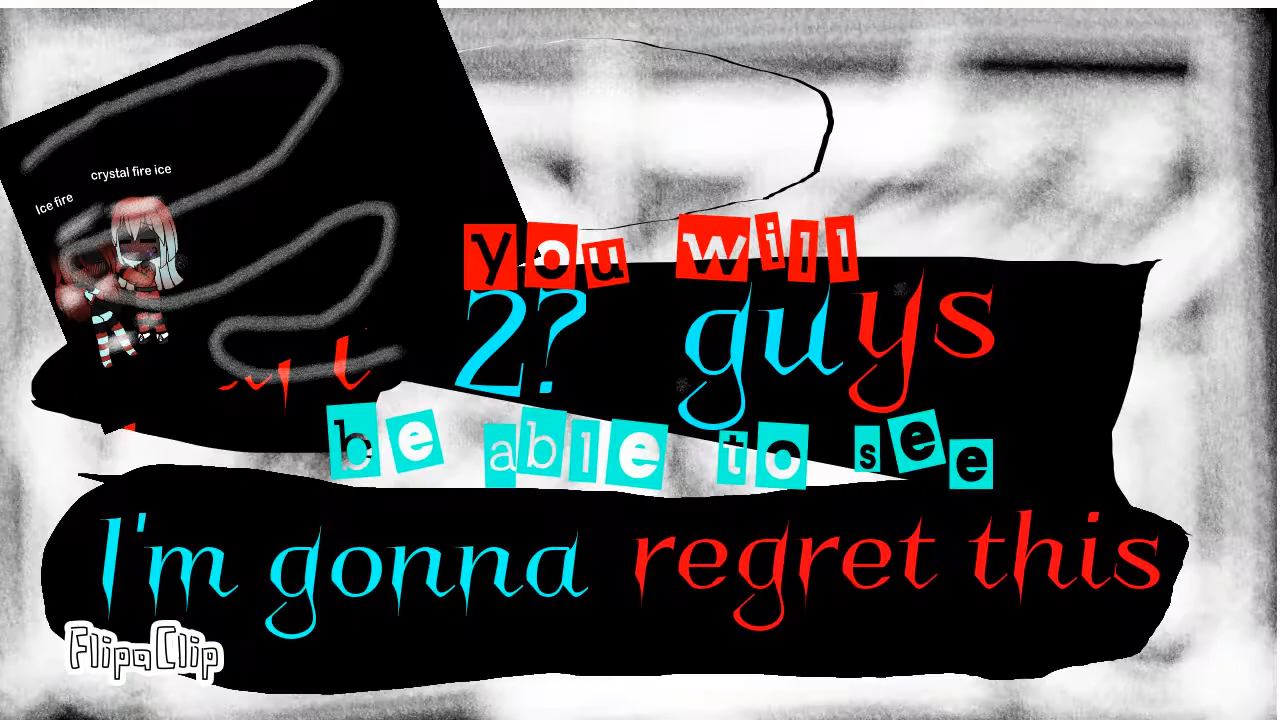 crystal fire ice
Ice fire
you will
2? guys
be able to see
I'm gonna regret this
FlipaClip